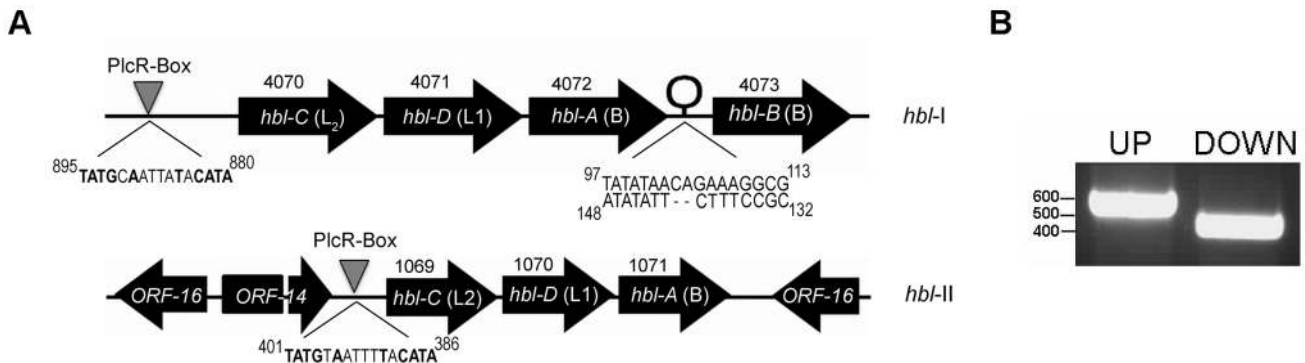 A
B
PlcR-Box
4070 4071 4072 4073
hbl-C (L2) hbl-D (L1) hbl-A (B) hbl-B (B) hbl-I
895 TATGCAATTATACATA 880
97 TATATAACAGAAAGGCG 113
148 ATATATT--CTTTCCGC 132
PlcR-Box
1069 1070 1071
ORF-16 ORF-14 hbl-C (L2) hbl-D (L1) hbl-A (B) ORF-16 hbl-II
401 TATGTAATTTTACATA 386
UP DOWN
600
500
400